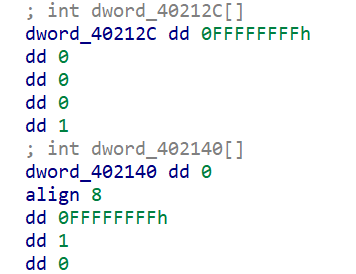 ; int dword_40212C[]
dword_40212C dd 0FFFFFFFFh
dd 0
dd 0
dd 0
dd 1
; int dword_402140[]
dword_402140 dd 0
align 8
dd 0FFFFFFFFh
dd 1
dd 0